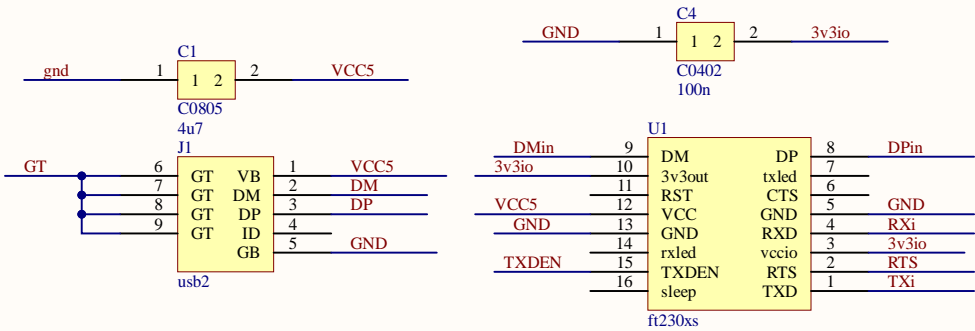 C4
GND 1 1 2 2 3v3io
C0402
100n
C1
gnd 1 1 2 2 VCC5
C0805
4u7
J1
GT 6 GT VB 1 VCC5
7 GT DM 2 DM
8 GT DP 3 DP
9 GT ID 4
GB 5 GND
usb2
U1
DMin 9 DM DP 8 DPin
3v3io 10 3v3out txled 7
11 RST CTS 6
VCC5 12 VCC GND 5 GND
GND 13 GND RXD 4 RXi
14 rxled vccio 3 3v3io
TXDEN 15 TXDEN RTS 2 RTS
16 sleep TXD 1 TXi
ft230xs